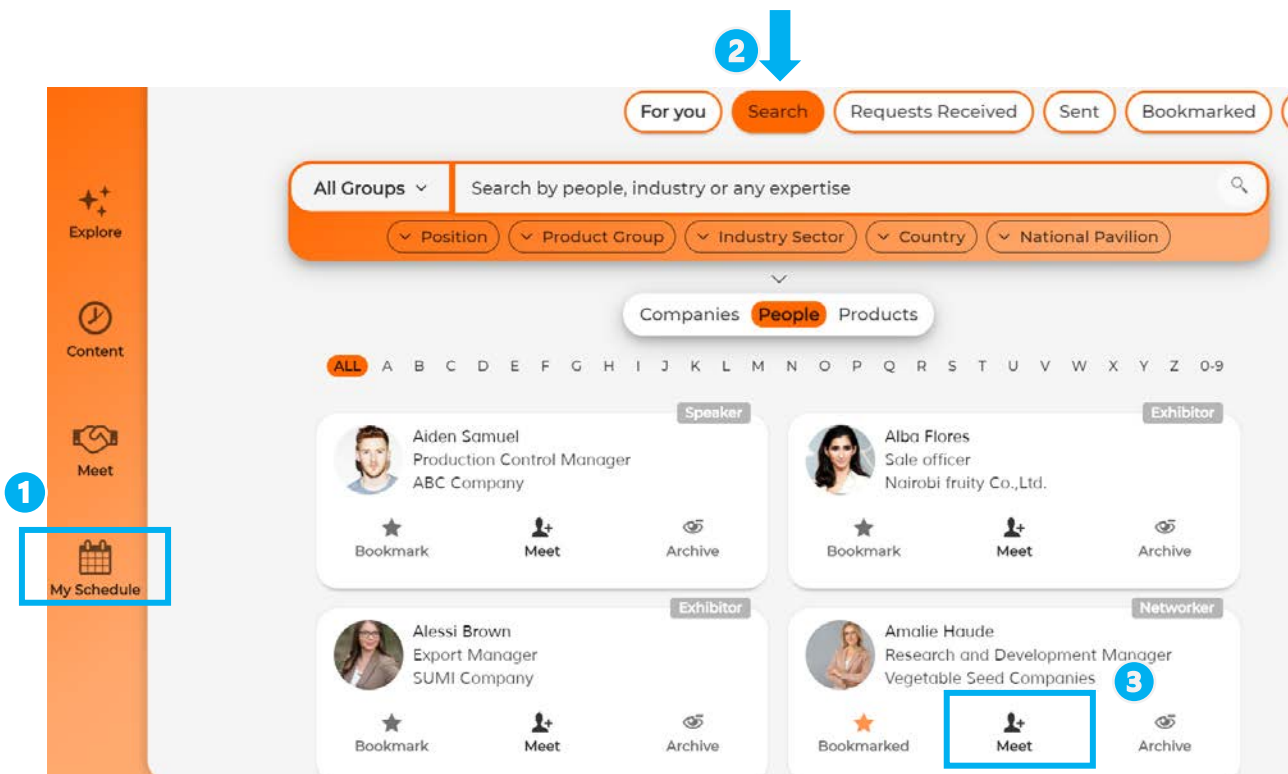 2
For you
Search
Requests Received
Sent
Bookmarked
All Groups
Search by people, industry or any expertise
Position
Product Group
Industry Sector
Country
National Pavilion
Explore
Content
Meet
1
My Schedule
Companies People Products
ALL A B C D E F G H I J K L M N O P Q R S T U V W X Y Z 0-9
Speaker
Aiden Samuel
Production Control Manager
ABC Company
Bookmark
Meet
Archive
Exhibitor
Alba Flores
Sale officer
Nairobi fruity Co.,Ltd.
Bookmark
Meet
Archive
Exhibitor
Alessi Brown
Export Manager
SUMI Company
Bookmark
Meet
Archive
Networker
Amalie Haude
Research and Development Manager
Vegetable Seed Companies
3
Bookmarked
Meet
Archive